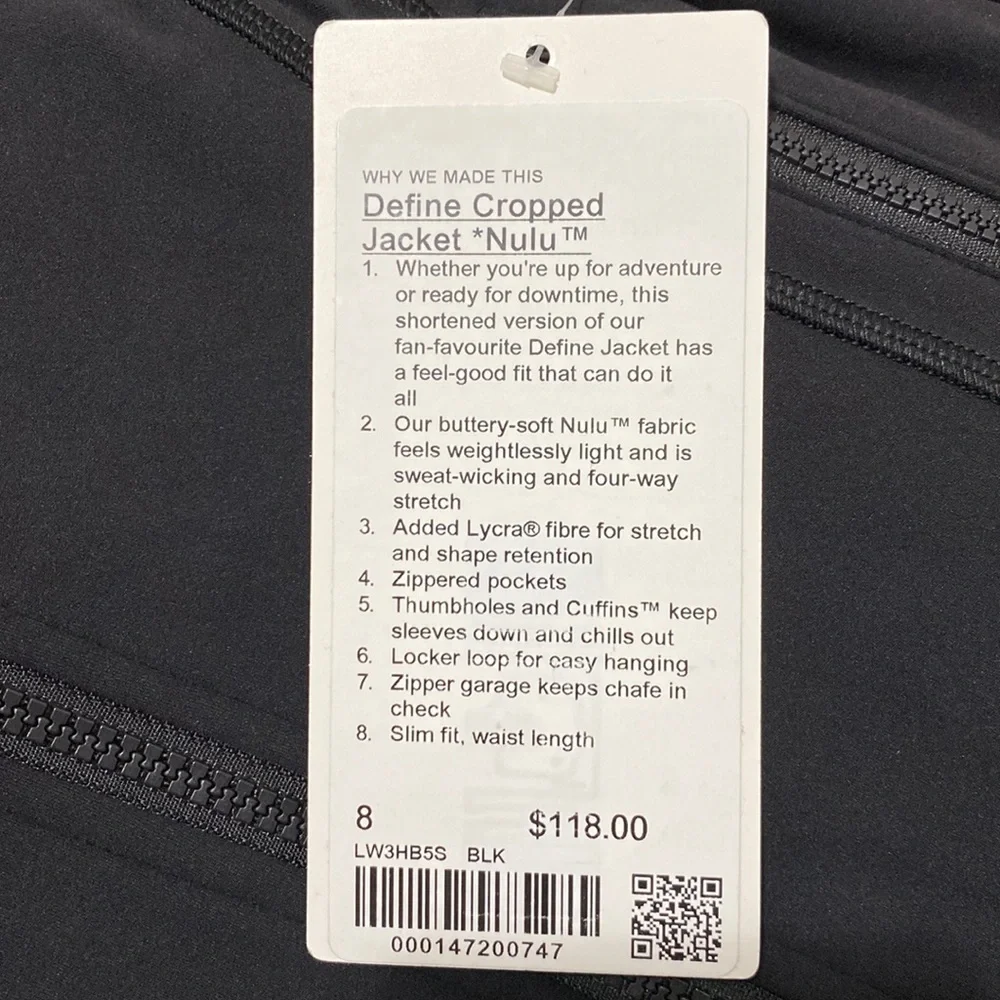 WHY WE MADE THIS
Define Cropped
Jacket *Nulu™
1. Whether you're up for adventure
or ready for downtime, this
shortened version of our
fan-favourite Define Jacket has
a feel-good fit that can do it
all
2. Our buttery-soft Nulu™ fabric
feels weightlessly light and is
sweat-wicking and four-way
stretch
3. Added Lycra® fibre for stretch
and shape retention
4. Zippered pockets
5. Thumbholes and Cuffins™ keep
sleeves down and chills out
6. Locker loop for easy hanging
7. Zipper garage keeps chafe in
check
8. Slim fit, waist length
8 $118.00
LW3HB5S BLK
000147200747